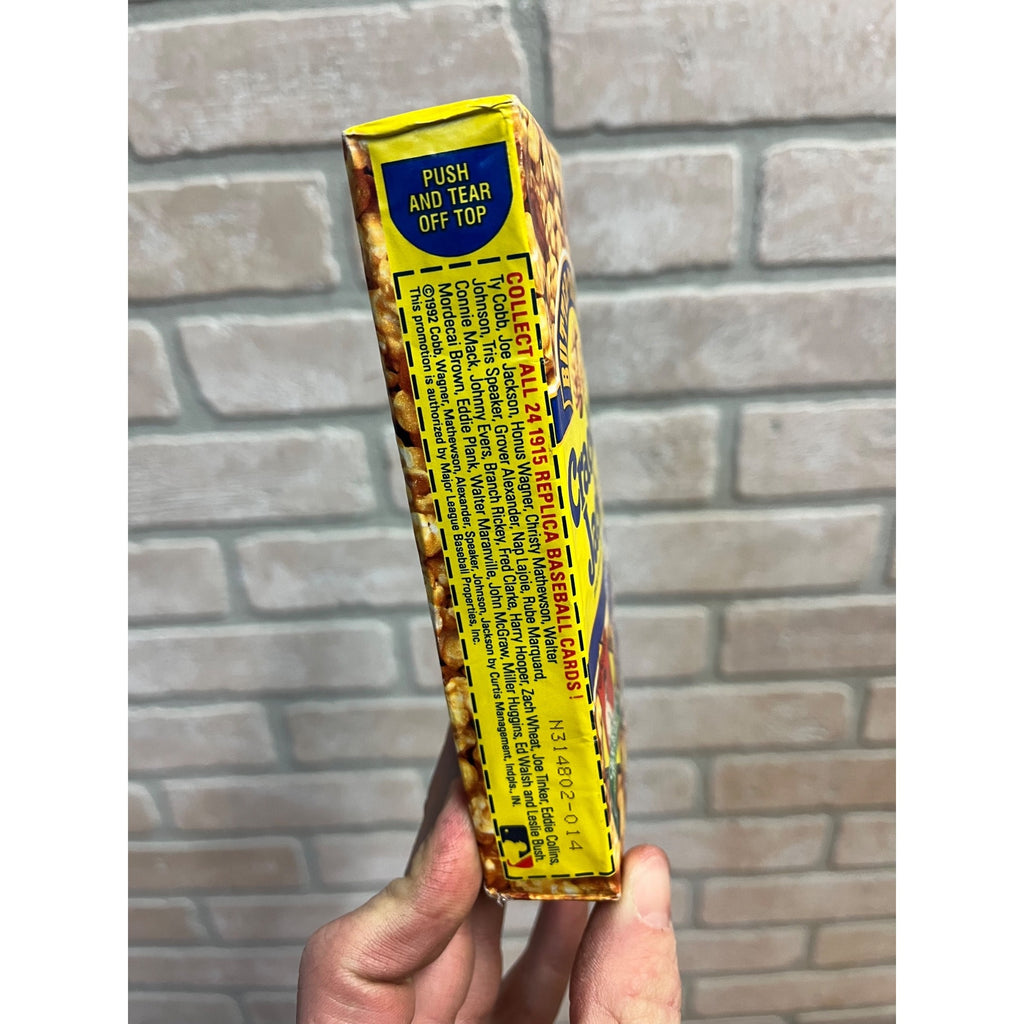 PUSH
AND TEAR
OFF TOP
COLLECT ALL 24 1915 REPLICA BASEBALL CARDS!
Ty Cobb, Joe Jackson, Honus Wagner, Christy Mathewson, Walter
Johnson, Tris Speaker, Grover Alexander, Nap Lajoie, Rube Marquard,
Connie Mack, Johnny Evers, Branch Rickey, Fred Clarke, Harry Hooper, Zach Wheat, Joe Tinker, Eddie Collins,
Mordecai Brown, Eddie Plank, Walter Maranville, John McGraw, Miller Huggins, Ed Walsh and Leslie Bush.
©1992 Cobb, Wagner, Mathewson, Alexander, Speaker, Johnson, Jackson by Curtis Management, Indpls., IN.
This promotion is authorized by Major League Baseball Properties, Inc.
N314802-014